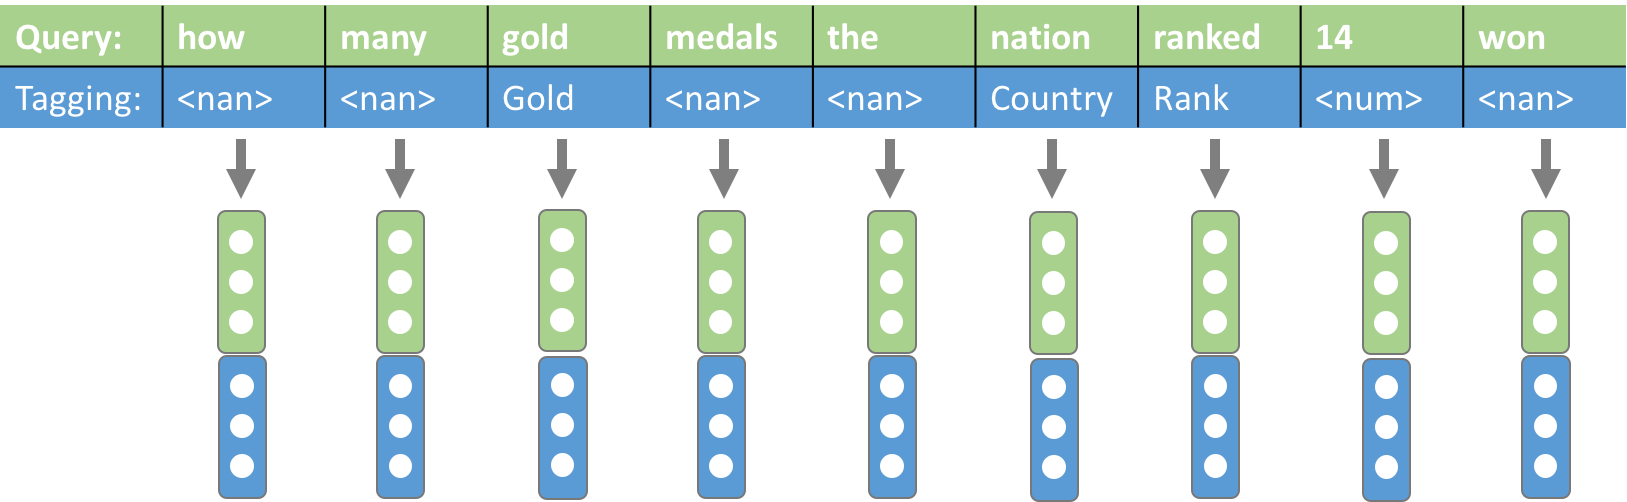 Query: how many gold medals the nation ranked 14 won
Tagging: <nan> <nan> Gold <nan> <nan> Country Rank <num> <nan>